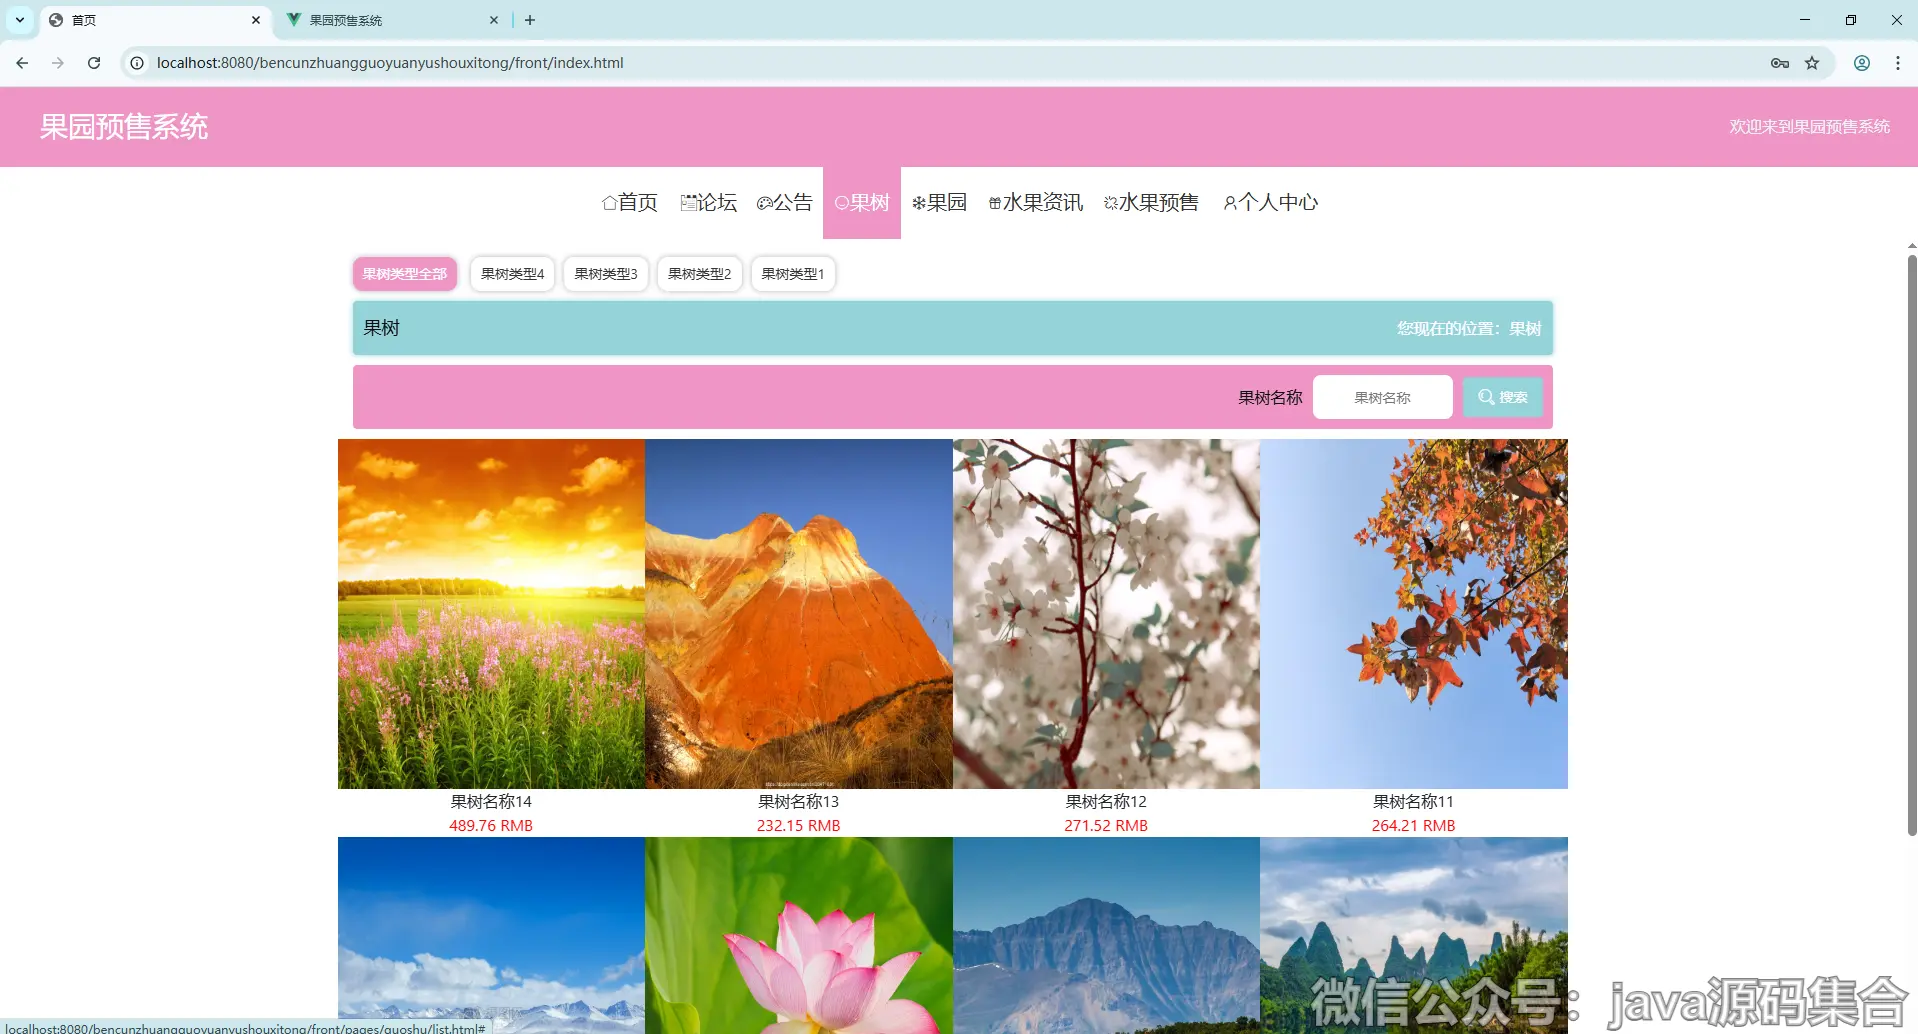 首页
果园预售系统
localhost:8080/bencunzhuangguoyuanyushouxitong/front/index.html
果园预售系统
欢迎来到果园预售系统
首页 论坛 公告 果树 果园 水果资讯 水果预售 个人中心
果树类型全部 果树类型4 果树类型3 果树类型2 果树类型1
果树
您现在的位置：果树
果树名称 果树名称 搜索
果树名称14 果树名称13 果树名称12 果树名称11
489.76 RMB 232.15 RMB 271.52 RMB 264.21 RMB
微信公众号：java源码集合
localhost:8080/bencunzhuangguoyuanyushouxitong/front/pages/guoshu/list.html#